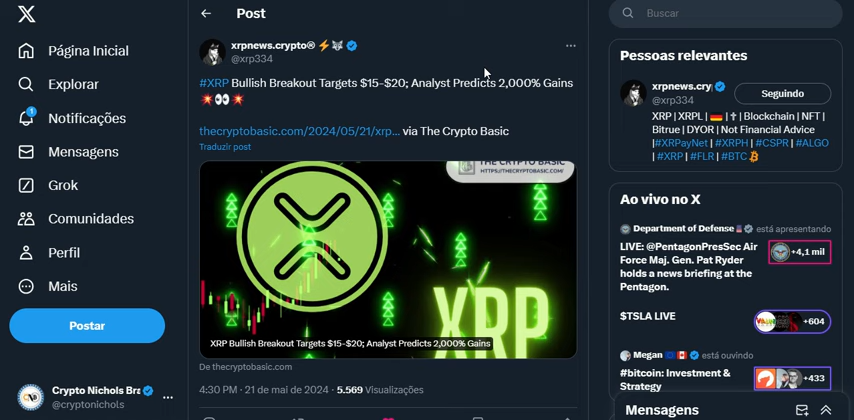 Post
Página Inicial
Explorar
1
Notificações
Mensagens
Grok
Comunidades
Perfil
Mais
Postar
Crypto Nichols Bra
@cryptonichols
xrpnews.crypto®
@xrp334
#XRP Bullish Breakout Targets $15-$20; Analyst Predicts 2,000% Gains
thecryptobasic.com/2024/05/21/xrp... via The Crypto Basic
Traduzir post
THE CRYPTO BASIC
HTTPS://THECRYPTOBASIC.COM
XRP
XRP Bullish Breakout Targets $15-$20; Analyst Predicts 2,000% Gains
De thecryptobasic.com
4:30 PM · 21 de mai de 2024 · 5.569 Visualizações
Buscar
Pessoas relevantes
xrpnews.cry
@xrp334
Seguindo
XRP | XRPL | 🇩🇪 | ✝ | Blockchain | NFT |
Bitrue | DYOR | Not Financial Advice
|#XRPayNet | #XRPH | #CSPR | #ALGO
| #XRP | #FLR | #BTC
Ao vivo no X
Department of Defense está apresentando
LIVE: @PentagonPresSec Air
Force Maj. Gen. Pat Ryder
holds a news briefing at the
Pentagon.
+4,1 mil
$TSLA LIVE
+604
Megan está ouvindo
#bitcoin: Investment &
Strategy
+433
Mensagens